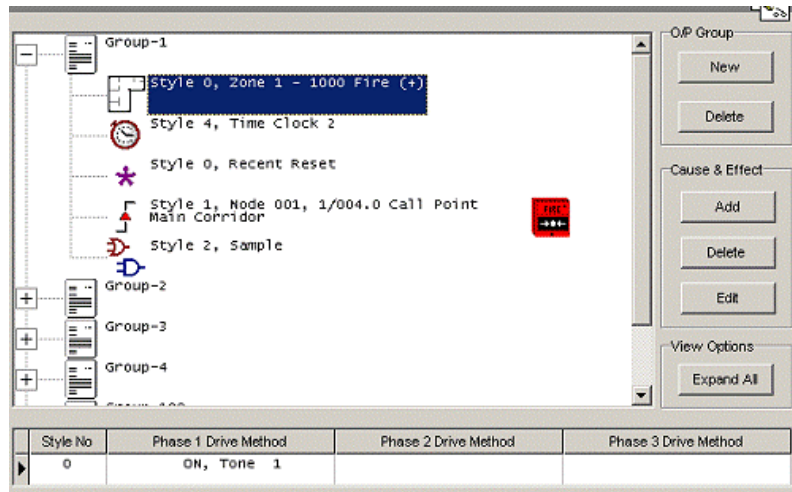 O/P Group
Group-1
New
Style 0, Zone 1 - 1000 Fire (+)
Delete
Style 4, Time Clock 2
Style 0, Recent Reset
Cause & Effect
Style 1, Node 001, 1/004.0 Call Point
Main Corridor
FIRE
Add
Style 2, Sample
Delete
Group-2
Edit
Group-3
View Options
Group-4
Expand All
Style No Phase 1 Drive Method Phase 2 Drive Method Phase 3 Drive Method
0 ON, Tone 1